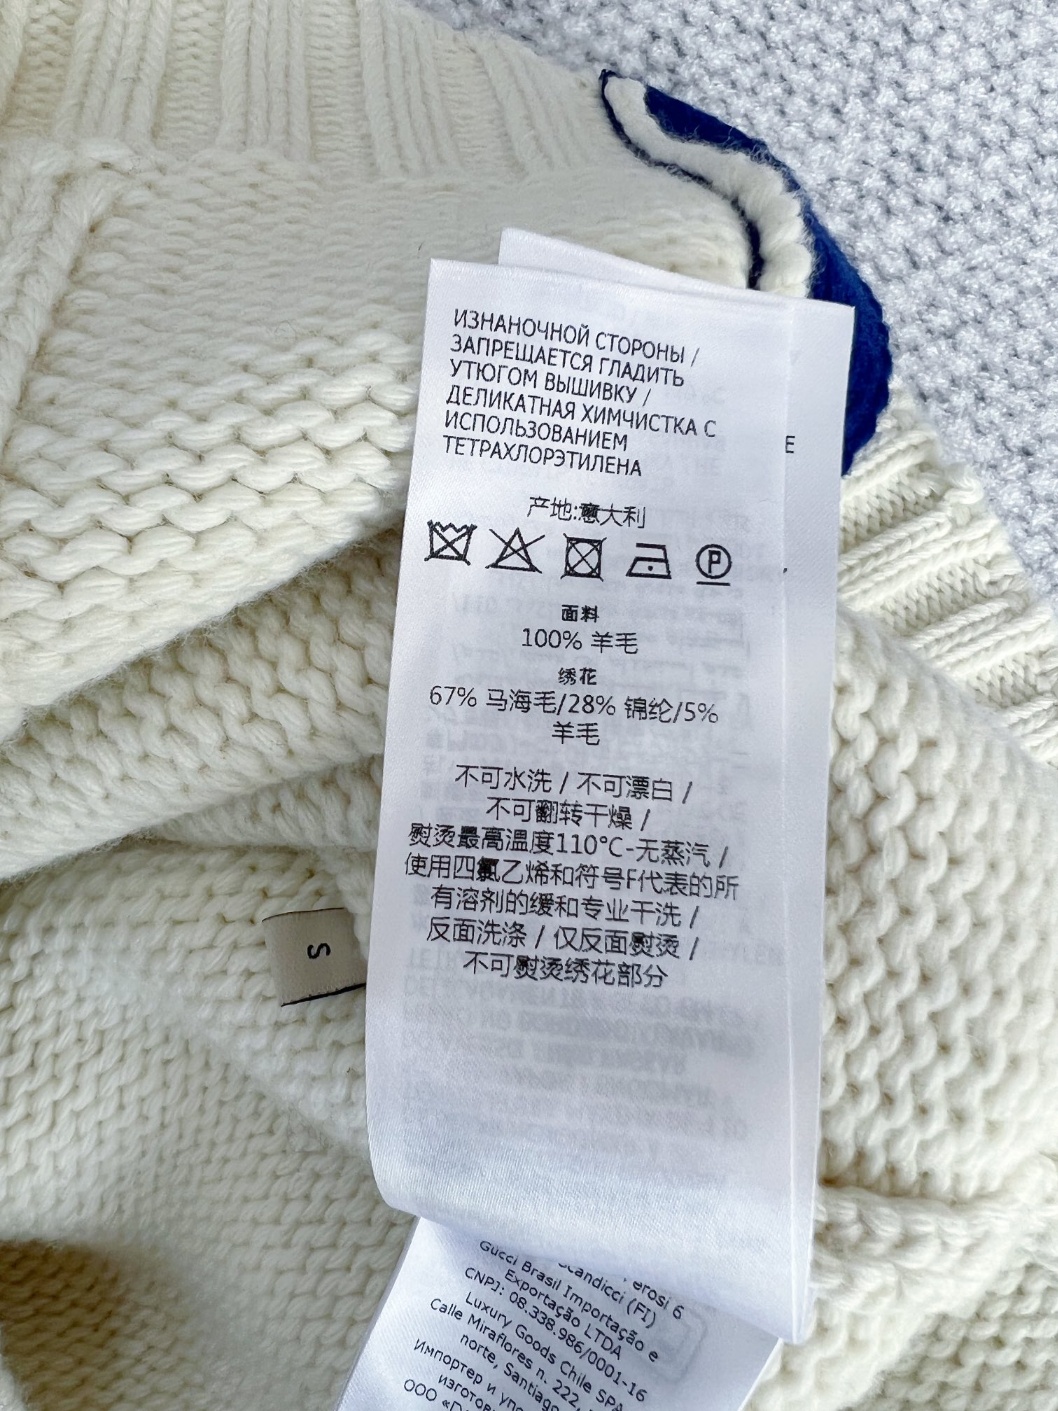 ИЗНАНОЧНОЙ СТОРОНЫ /
ЗАПРЕЩАЕТСЯ ГЛАДИТЬ
УТЮГОМ ВЫШИВКУ /
ДЕЛИКАТНАЯ ХИМЧИСТКА С
ИСПОЛЬЗОВАНИЕМ
ТЕТРАХЛОРЭТИЛЕНА
E
产地:意大利
P
面料
100% 羊毛
绣花
67% 马海毛/28% 锦纶/5%
羊毛
不可水洗 / 不可漂白 /
不可翻转干燥 /
熨烫最高温度110°C-无蒸汽 /
使用四氯乙烯和符号F代表的所
有溶剂的缓和专业干洗 /
反面洗涤 / 仅反面熨烫 /
不可熨烫绣花部分
S
6
Scandicci (FI)
Gucci Brasil Importação e
Exportação LTDA
CNPJ: 08.338.986/0001-16
Luxury Goods Chile SPA
Calle Miraflores n. 222,
norte, Santiago
Импортер и
ООО